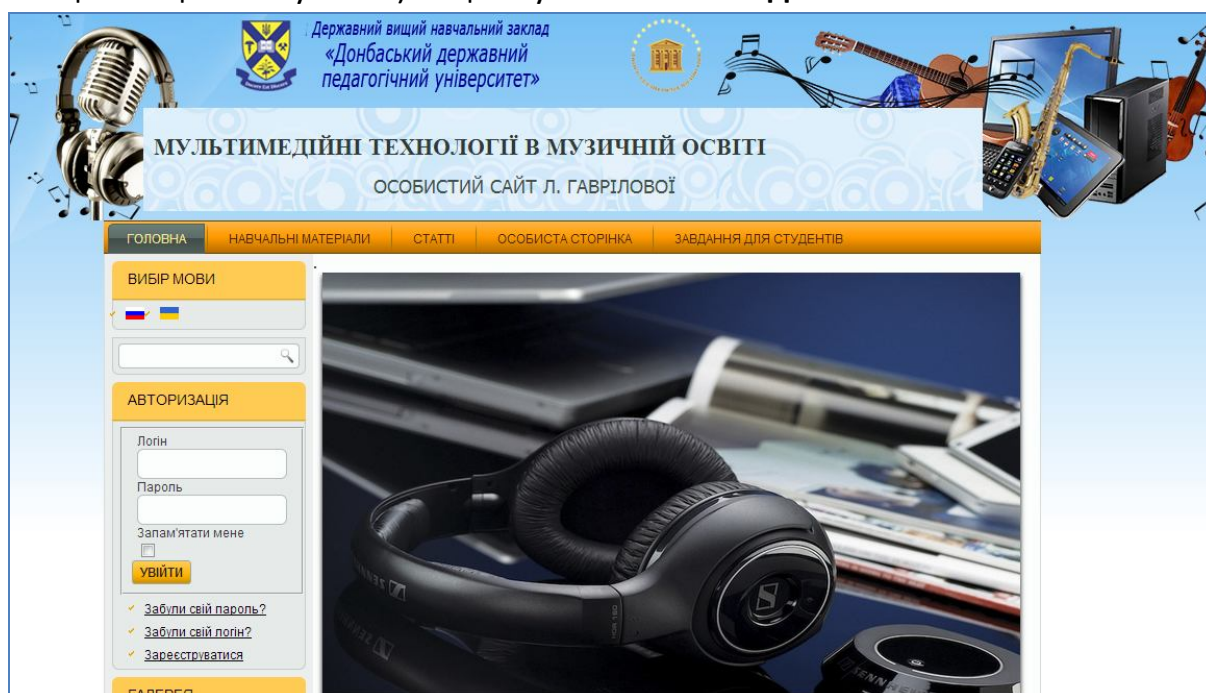 Державний вищий навчальний заклад
«Донбаський державний
педагогічний університет»
МУЛЬТИМЕДІЙНІ ТЕХНОЛОГІЇ В МУЗИЧНІЙ ОСВІТІ
ОСОБИСТИЙ САЙТ Л. ГАВРІЛОВОЇ
ГОЛОВНА НАВЧАЛЬНІ МАТЕРІАЛИ СТАТТІ ОСОБИСТА СТОРІНКА ЗАВДАННЯ ДЛЯ СТУДЕНТІВ
ВИБІР МОВИ
АВТОРИЗАЦІЯ
Логін
Пароль
Запам'ятати мене
УВІЙТИ
Забули свій пароль?
Забули свій логін?
Зареєструватися
ГАЛЕРЕЯ
SENNHEISER